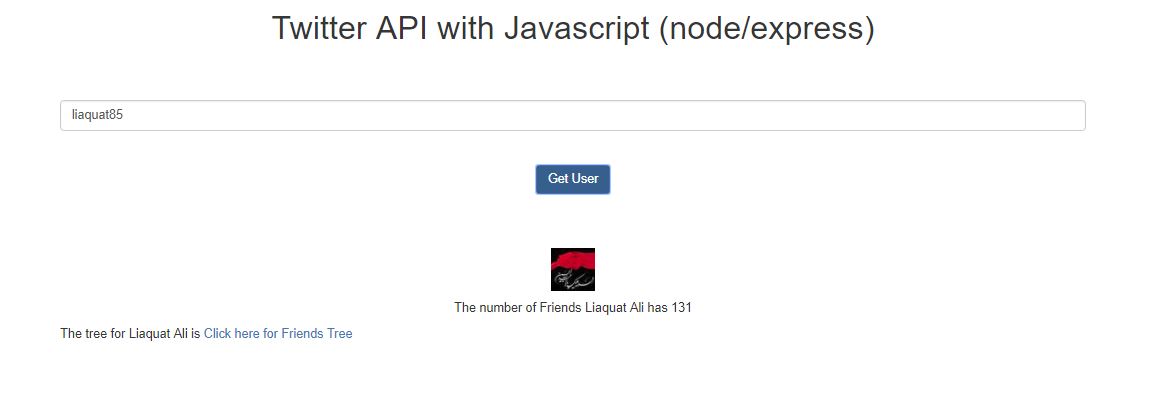 Twitter API with Javascript (node/express)
liaquat85
Get User
The number of Friends Liaquat Ali has 131
The tree for Liaquat Ali is Click here for Friends Tree